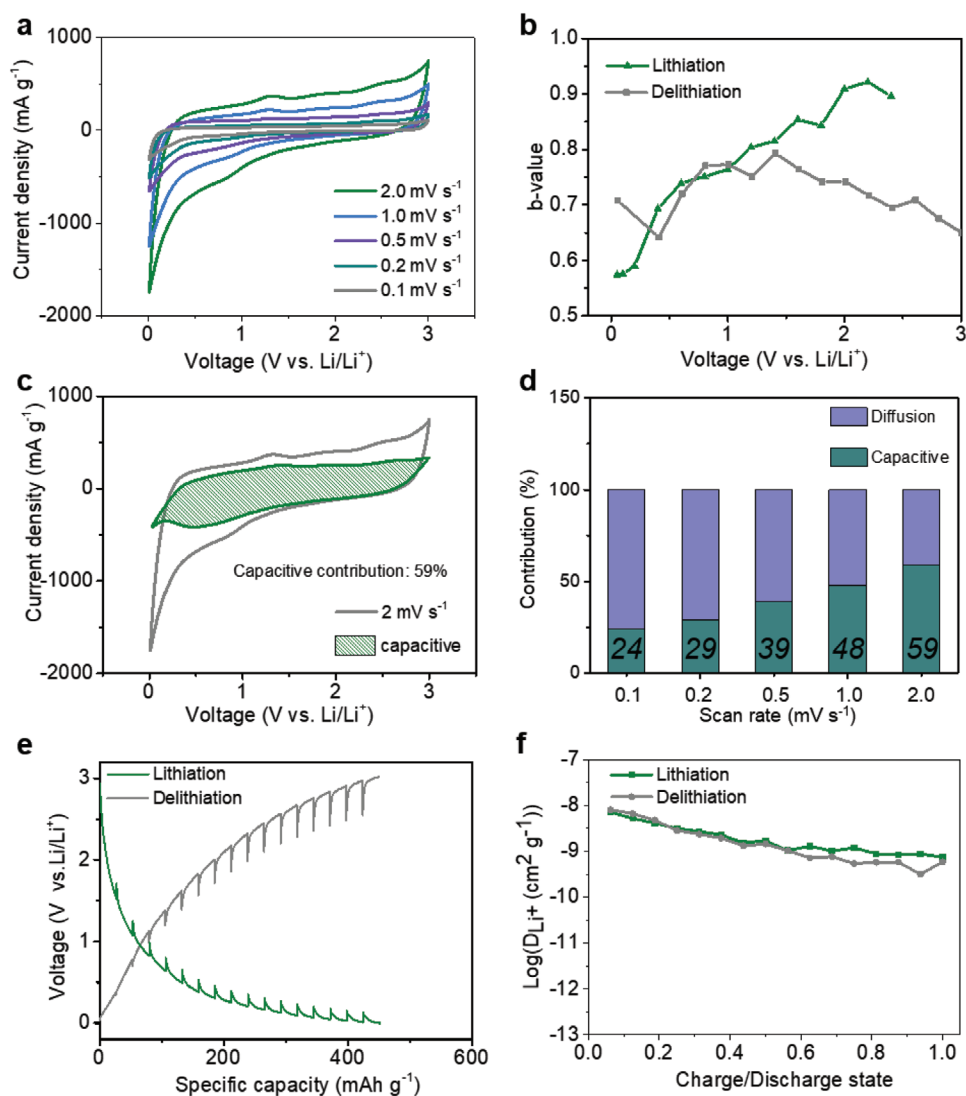 a
1000
0
-1000
-2000
Current density (mA g⁻¹)
2.0 mV s⁻¹
1.0 mV s⁻¹
0.5 mV s⁻¹
0.2 mV s⁻¹
0.1 mV s⁻¹
0 1 2 3
Voltage (V vs. Li/Li⁺)
b
Lithiation
Delithiation
0.9
0.8
0.7
0.6
0.5
b-value
0 1 2 3
Voltage (V vs. Li/Li⁺)
c
1000
0
-1000
-2000
Current density (mA g⁻¹)
Capacitive contribution: 59%
2 mV s⁻¹
capacitive
0 1 2 3
Voltage (V vs. Li/Li⁺)
d
150
100
50
0
Contribution (%)
Diffusion
Capacitive
24 29 39 48 59
0.1 0.2 0.5 1.0 2.0
Scan rate (mV s⁻¹)
e
Lithiation
Delithiation
3
2
1
0
Voltage (V vs.Li/Li⁺)
0 200 400 600
Specific capacity (mAh g⁻¹)
f
-7
-8
-9
-10
-11
-12
-13
Log(D_Li⁺ (cm² g⁻¹))
Lithiation
Delithiation
0.0 0.2 0.4 0.6 0.8 1.0
Charge/Discharge state